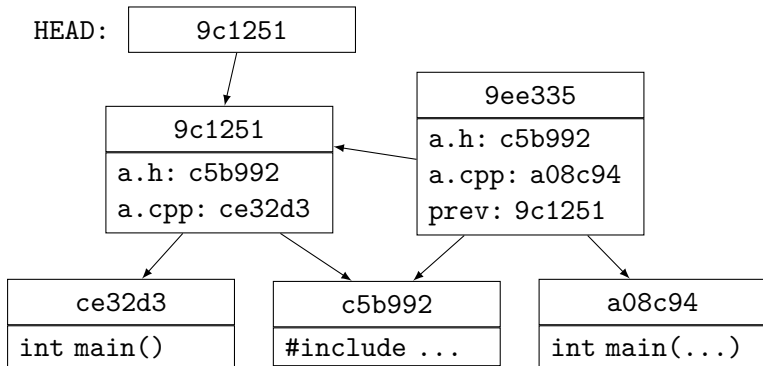 HEAD: 9c1251
9c1251
a.h: c5b992
a.cpp: ce32d3
9ee335
a.h: c5b992
a.cpp: a08c94
prev: 9c1251
ce32d3
int main()
c5b992
#include ...
a08c94
int main(...)